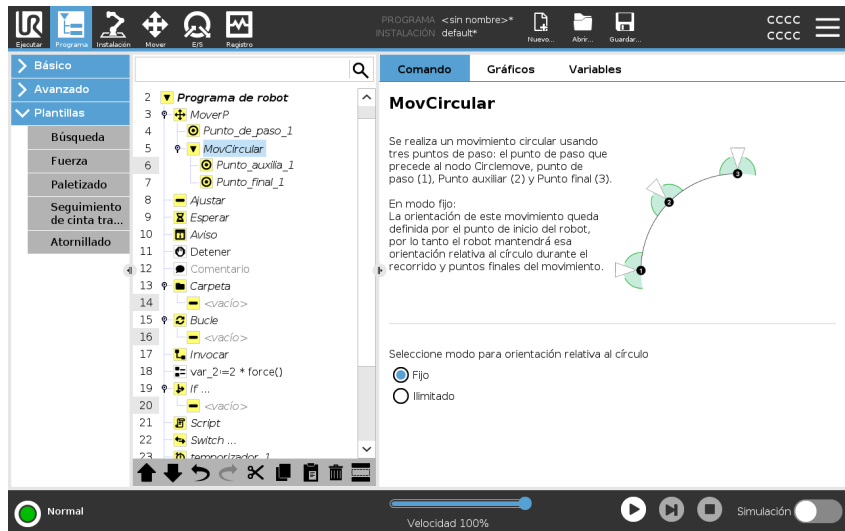 PROGRAMA <sin nombre>*
INSTALACIÓN default*
Ejecutar Programa Instalación Mover E/S Registro
Nuevo... Abrir... Guardar...
cccc
cccc
Básico
Avanzado
Plantillas
Búsqueda
Fuerza
Paletizado
Seguimiento
de cinta tra...
Atornillado
2 Programa de robot
3 MoverP
4 Punto_de_paso_1
5 MovCircular
6 Punto_auxilia_1
7 Punto_final_1
8 Ajustar
9 Esperar
10 Aviso
11 Detener
12 Comentario
13 Carpeta
14 <vacío>
15 Bucle
16 <vacío>
17 Invocar
18 var_2:=2 * force()
19 If ...
20 <vacío>
21 Script
22 Switch ...
23 temporizador_1
Comando Gráficos Variables
MovCircular
Se realiza un movimiento circular usando
tres puntos de paso: el punto de paso que
precede al nodo Circlemove, punto de
paso (1), Punto auxiliar (2) y Punto final (3).
En modo fijo:
La orientación de este movimiento queda
definida por el punto de inicio del robot,
por lo tanto el robot mantendrá esa
orientación relativa al círculo durante el
recorrido y puntos finales del movimiento.
3
2
1
Seleccione modo para orientación relativa al círculo
Fijo
Ilimitado
Normal
Velocidad 100%
Simulación